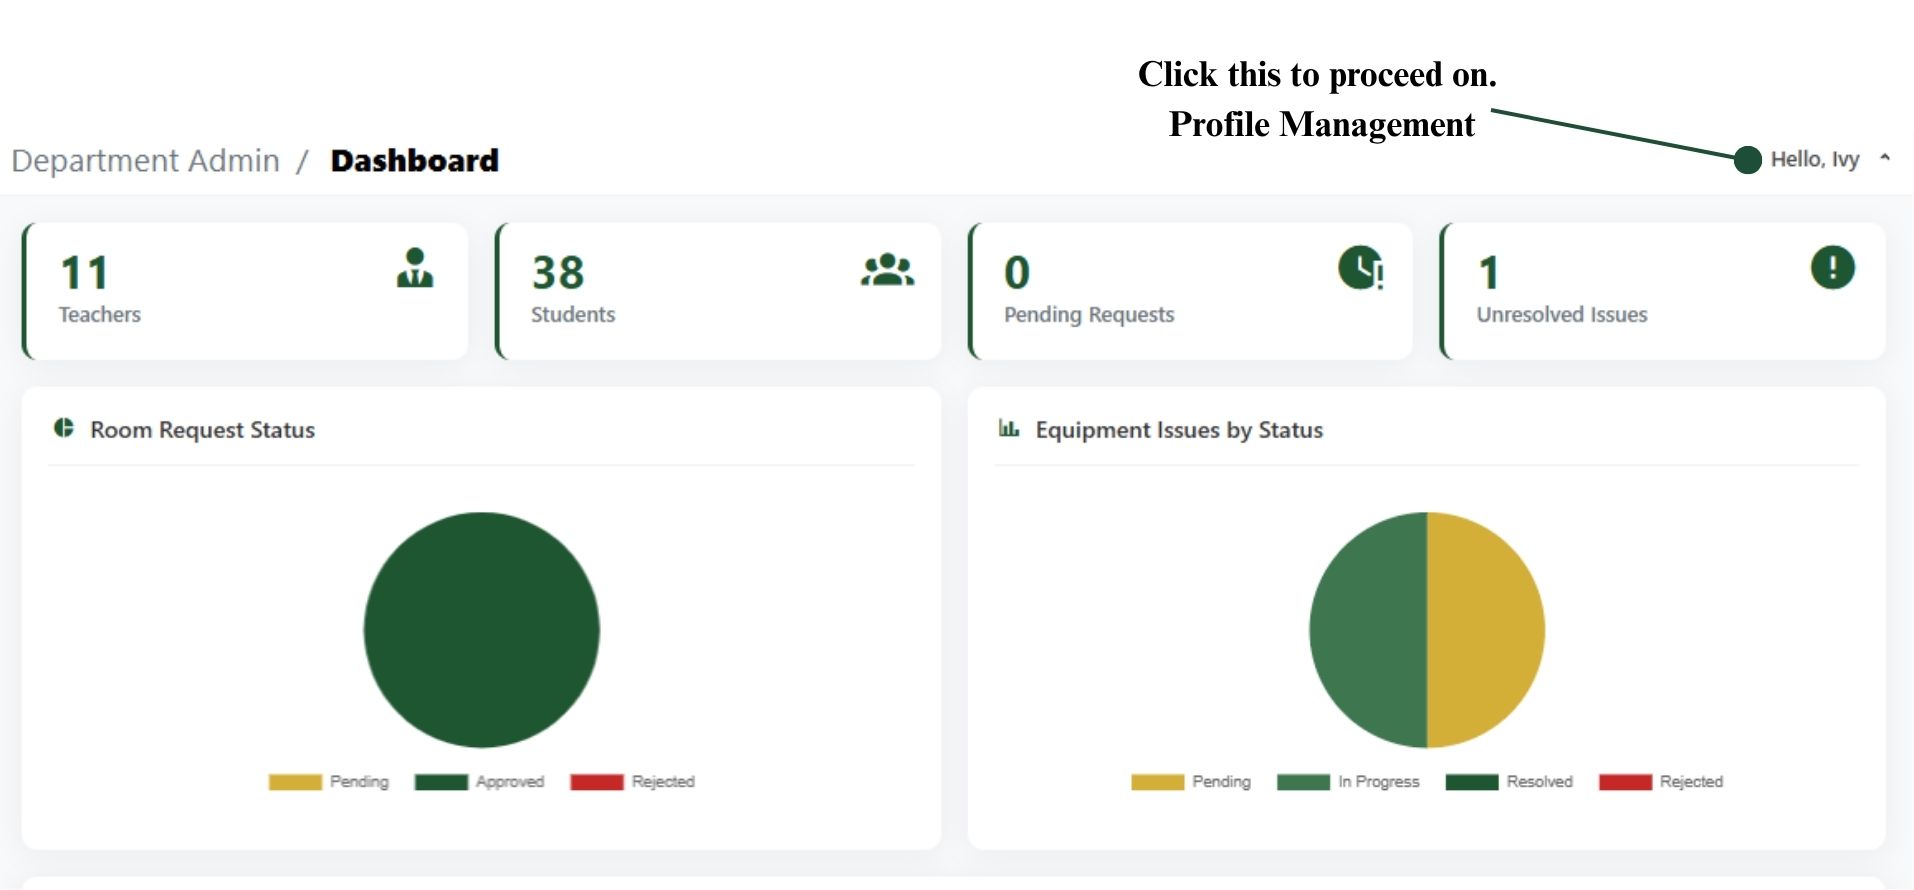 Click this to proceed on.
Profile Management
Department Admin / Dashboard
Hello, Ivy
11
Teachers
38
Students
0
Pending Requests
1
Unresolved Issues
Room Request Status
Pending Approved Rejected
Equipment Issues by Status
Pending In Progress Resolved Rejected